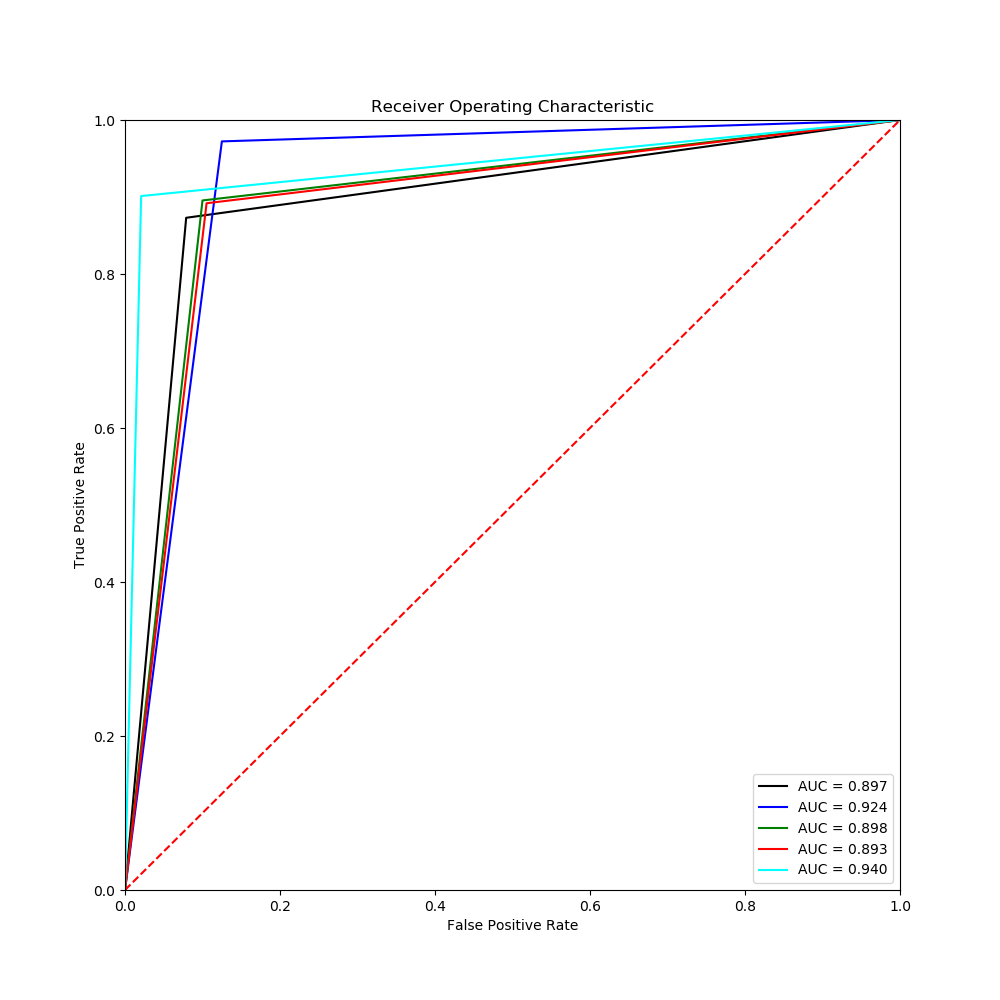 Receiver Operating Characteristic
1.0
0.8
0.6
0.4
0.2
0.0
True Positive Rate
0.0 0.2 0.4 0.6 0.8 1.0
False Positive Rate
AUC = 0.897
AUC = 0.924
AUC = 0.898
AUC = 0.893
AUC = 0.940